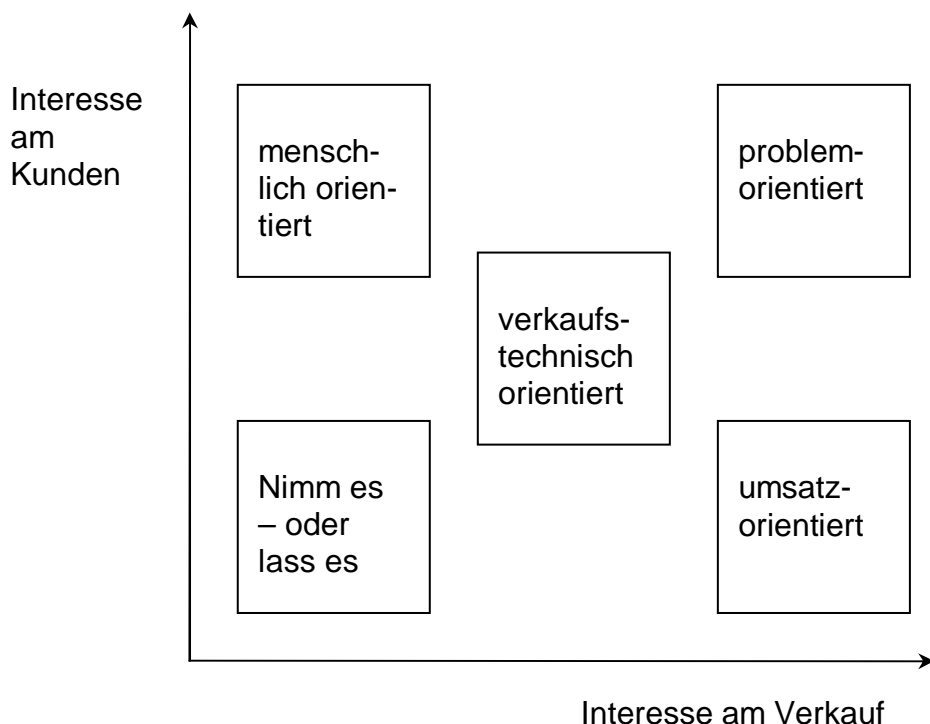 Interesse
am
Kunden
mensch-
lich orien-
tiert
problem-
orientiert
verkaufs-
technisch
orientiert
Nimm es
– oder
lass es
umsatz-
orientiert
Interesse am Verkauf